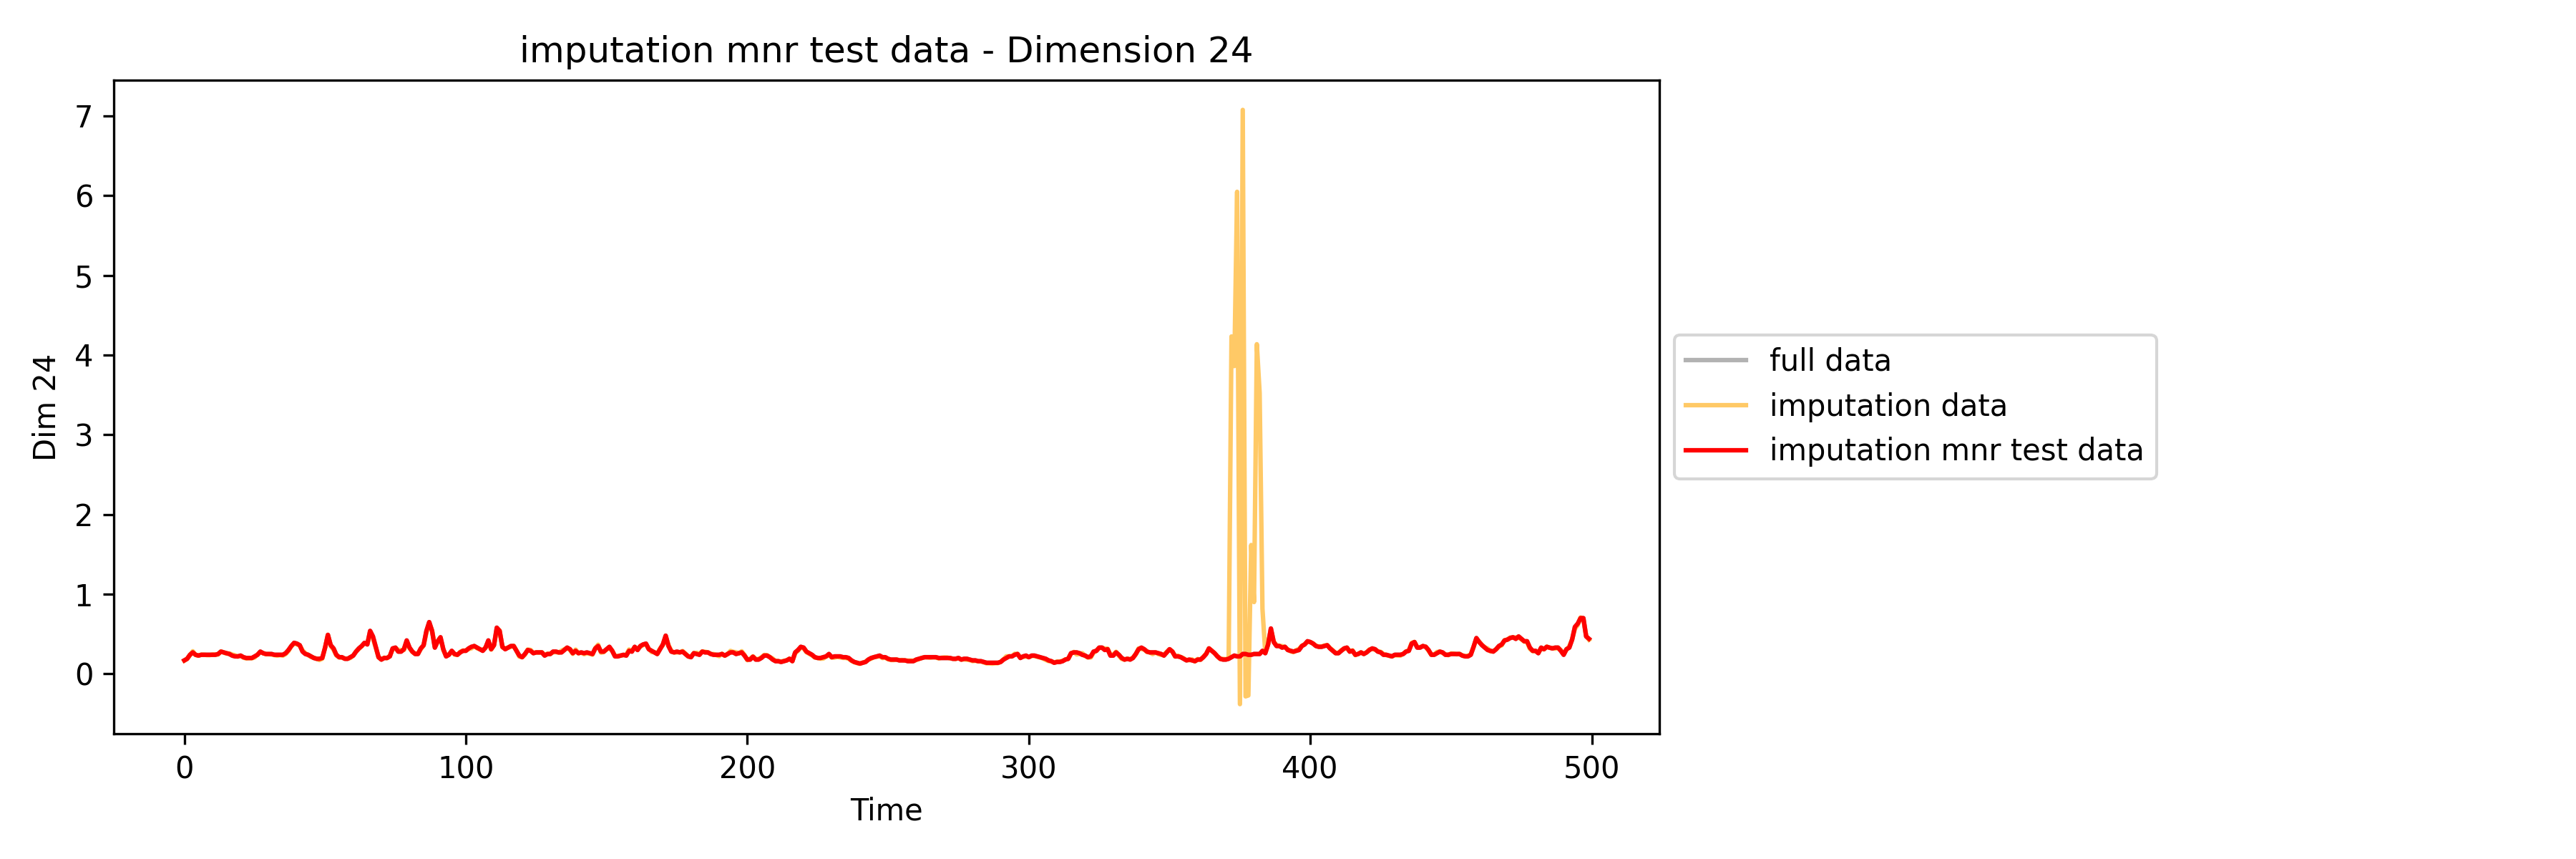 imputation mnr test data - Dimension 24
7
6
5
4
3
2
1
0
Dim 24
0 100 200 300 400 500
Time
full data
imputation data
imputation mnr test data